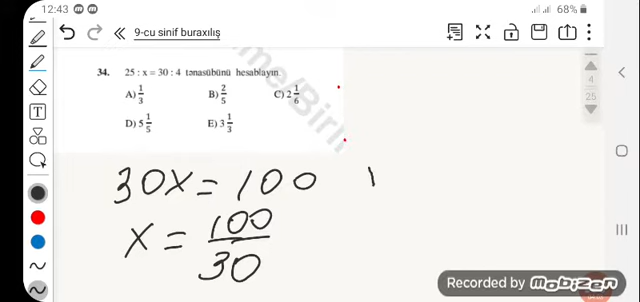 12:43
68%
9-cu sinif buraxılış
34. 25 : x = 30 : 4 tənasübünü hesablayın.
A) 1/3 B) 2/5 C) 2 1/6
D) 5 1/5 E) 3 1/3
30x = 100
x = 100/30
4
25
Recorded by Mobizen